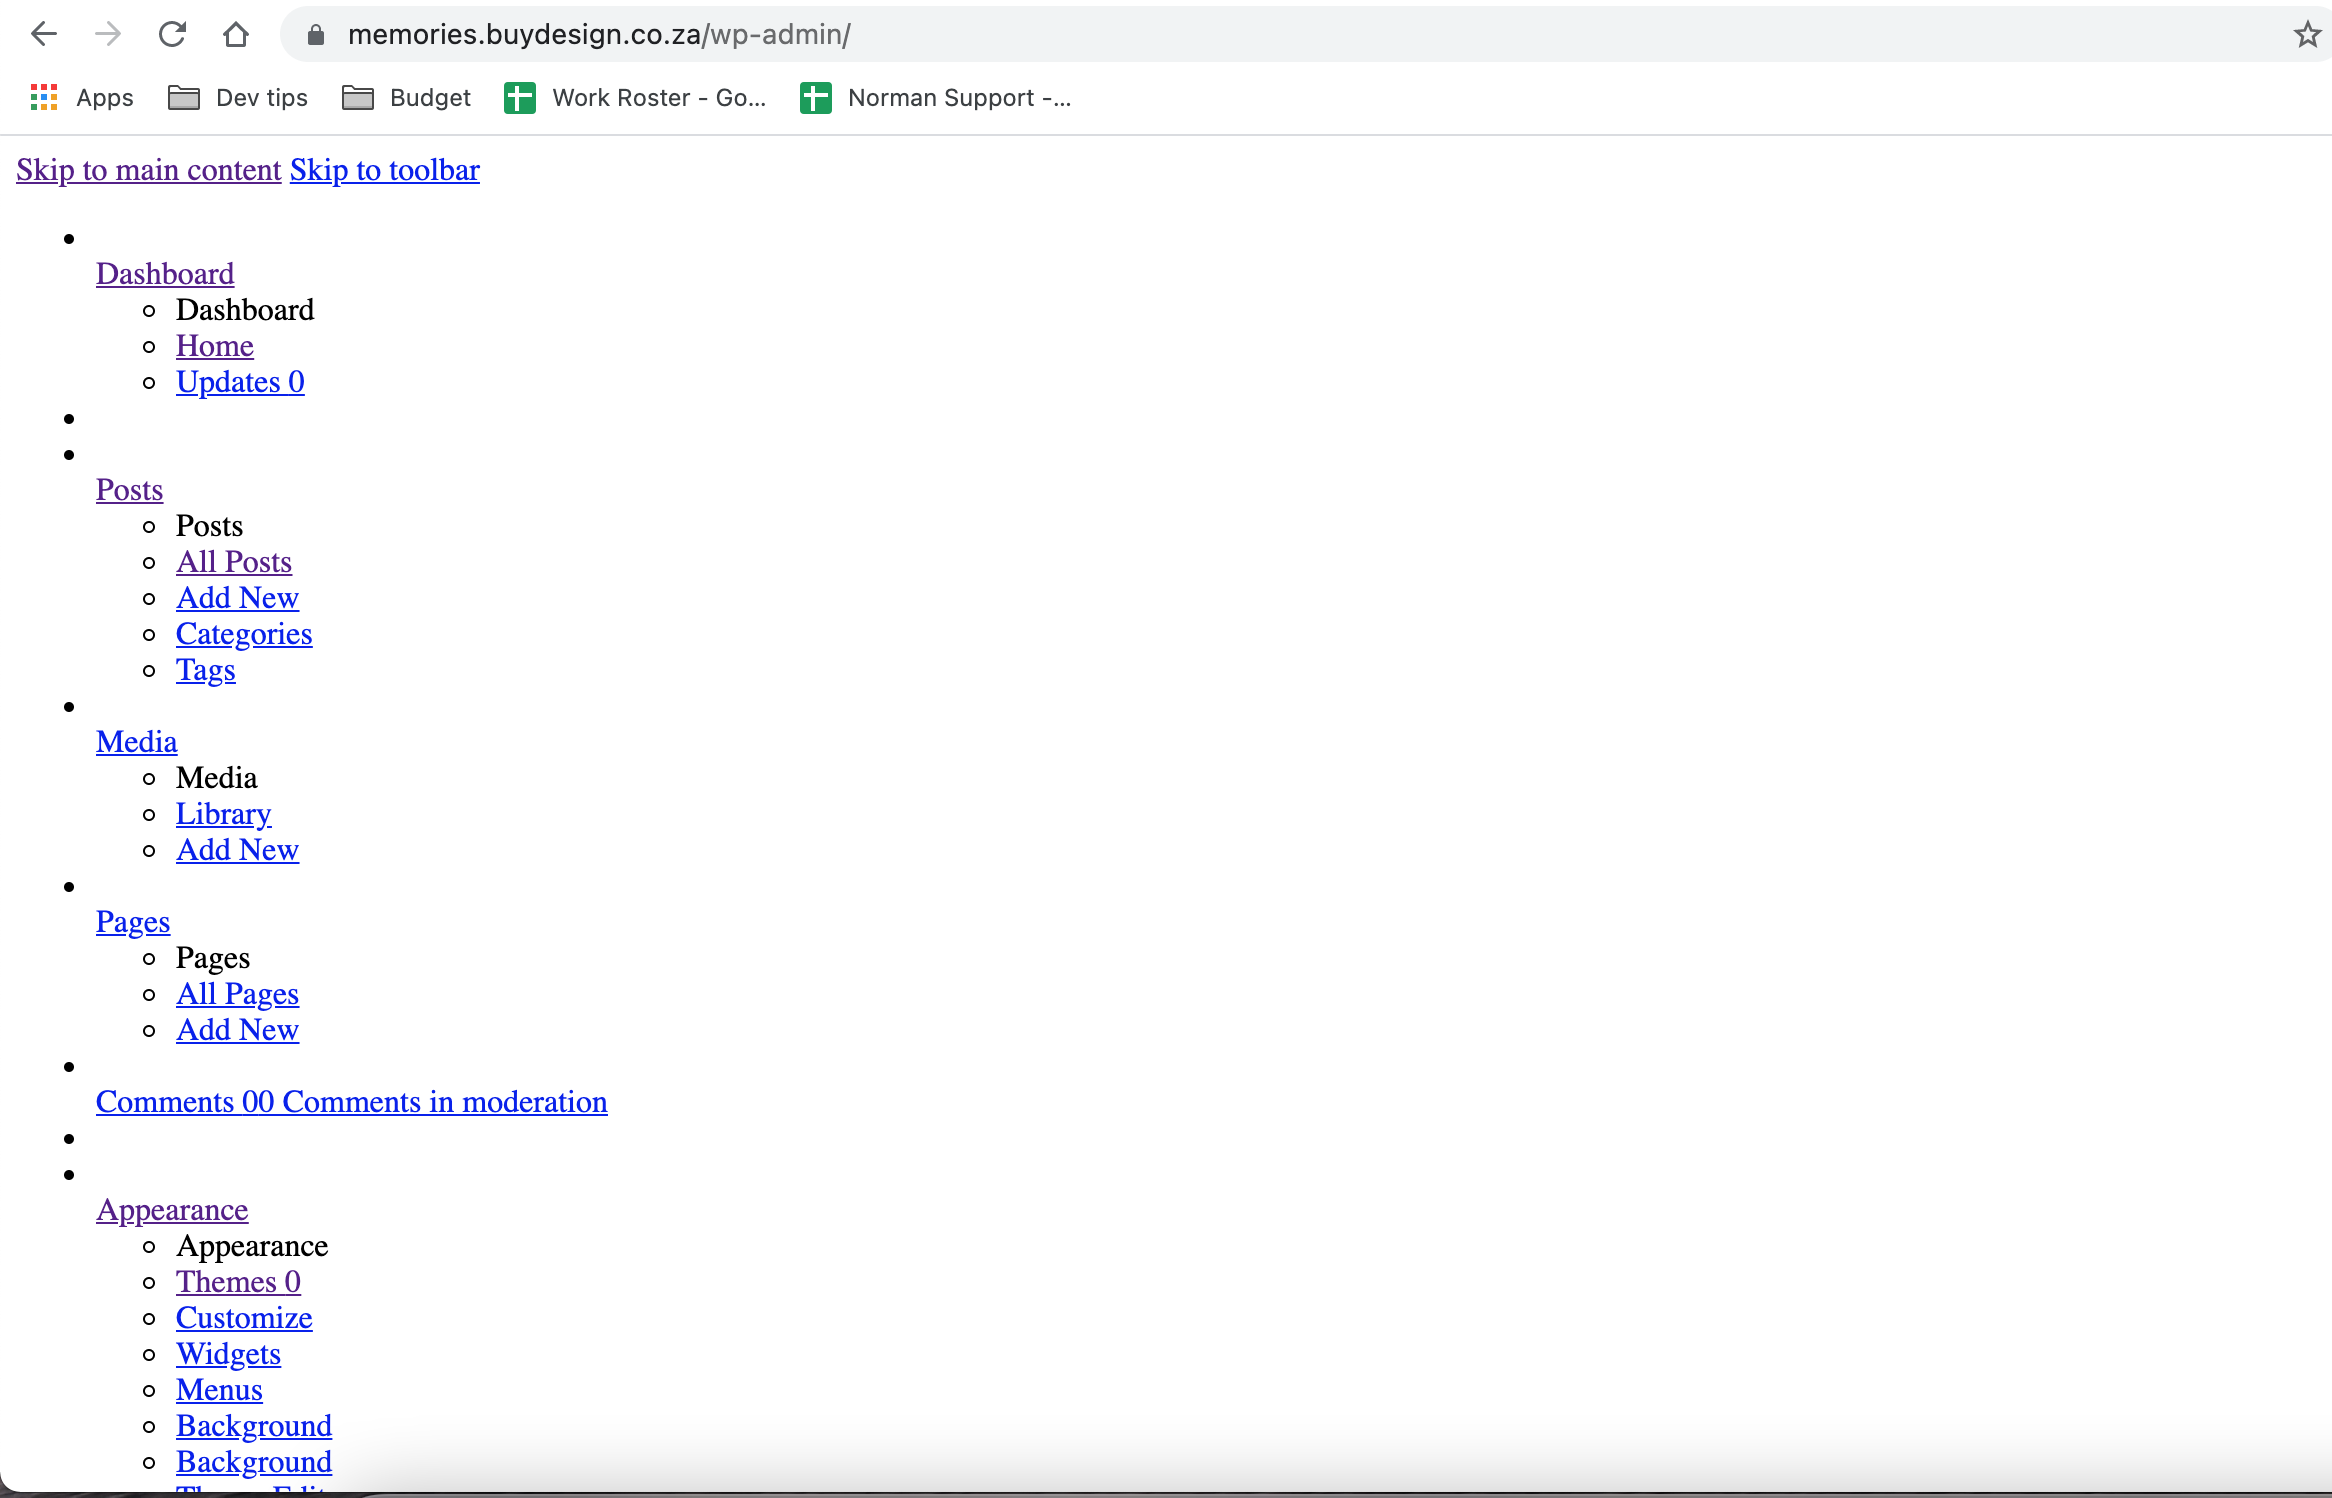 memories.buydesign.co.za/wp-admin/
Apps Dev tips Budget Work Roster - Go... Norman Support -...
Skip to main content Skip to toolbar
Dashboard
Dashboard
Home
Updates 0
Posts
Posts
All Posts
Add New
Categories
Tags
Media
Media
Library
Add New
Pages
Pages
All Pages
Add New
Comments 00 Comments in moderation
Appearance
Appearance
Themes 0
Customize
Widgets
Menus
Background
Background